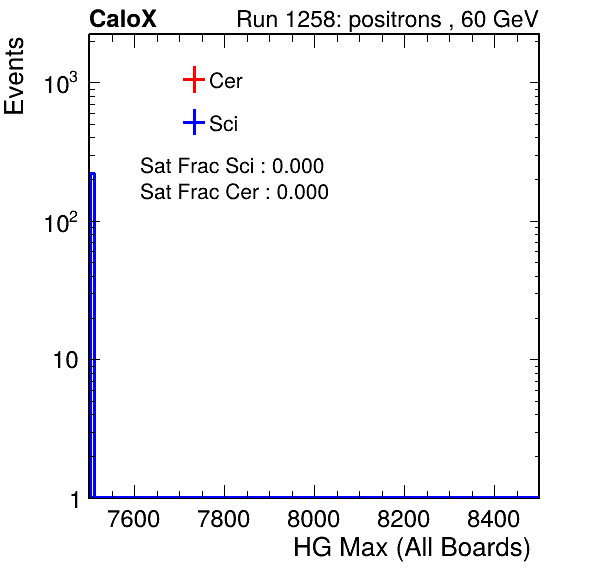 CaloX Run 1258: positrons , 60 GeV
Events
Cer
Sci
Sat Frac Sci : 0.000
Sat Frac Cer : 0.000
10³
10²
10
1
7600 7800 8000 8200 8400
HG Max (All Boards)